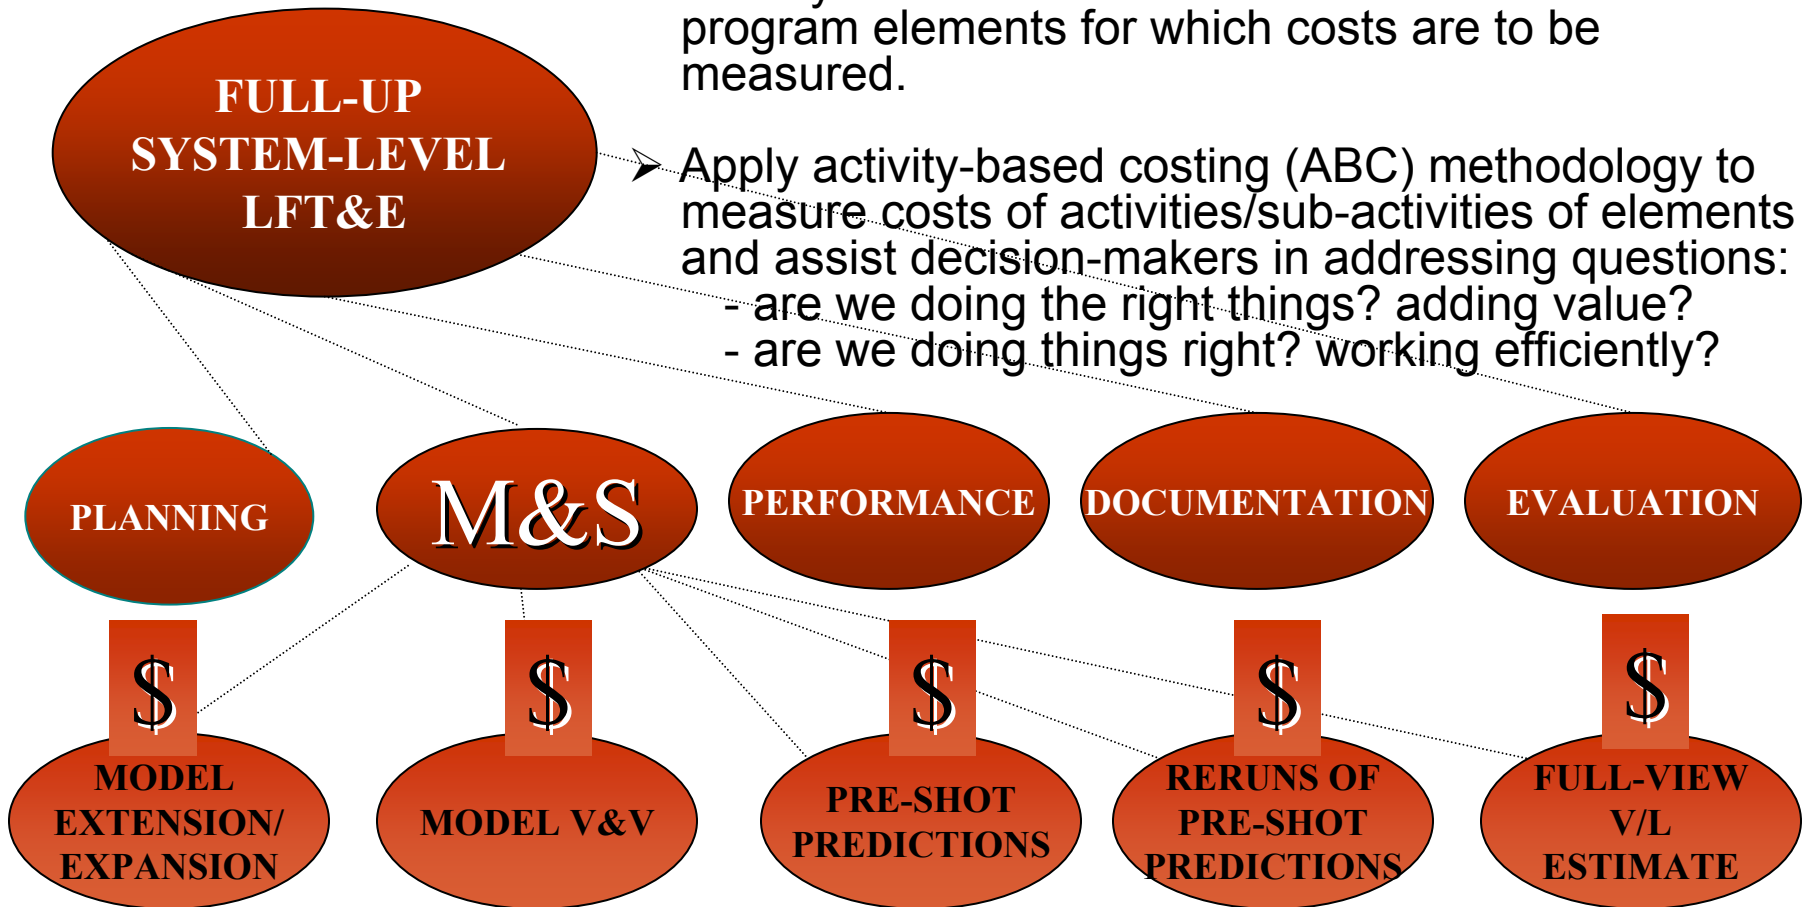 program elements for which costs are to be
measured.
FULL-UP
SYSTEM-LEVEL
LFT&E
➢ Apply activity-based costing (ABC) methodology to
measure costs of activities/sub-activities of elements
and assist decision-makers in addressing questions:
- are we doing the right things? adding value?
- are we doing things right? working efficiently?
PLANNING
M&S
PERFORMANCE
DOCUMENTATION
EVALUATION
$
$
$
$
$
MODEL
EXTENSION/
EXPANSION
MODEL V&V
PRE-SHOT
PREDICTIONS
RERUNS OF
PRE-SHOT
PREDICTIONS
FULL-VIEW
V/L
ESTIMATE